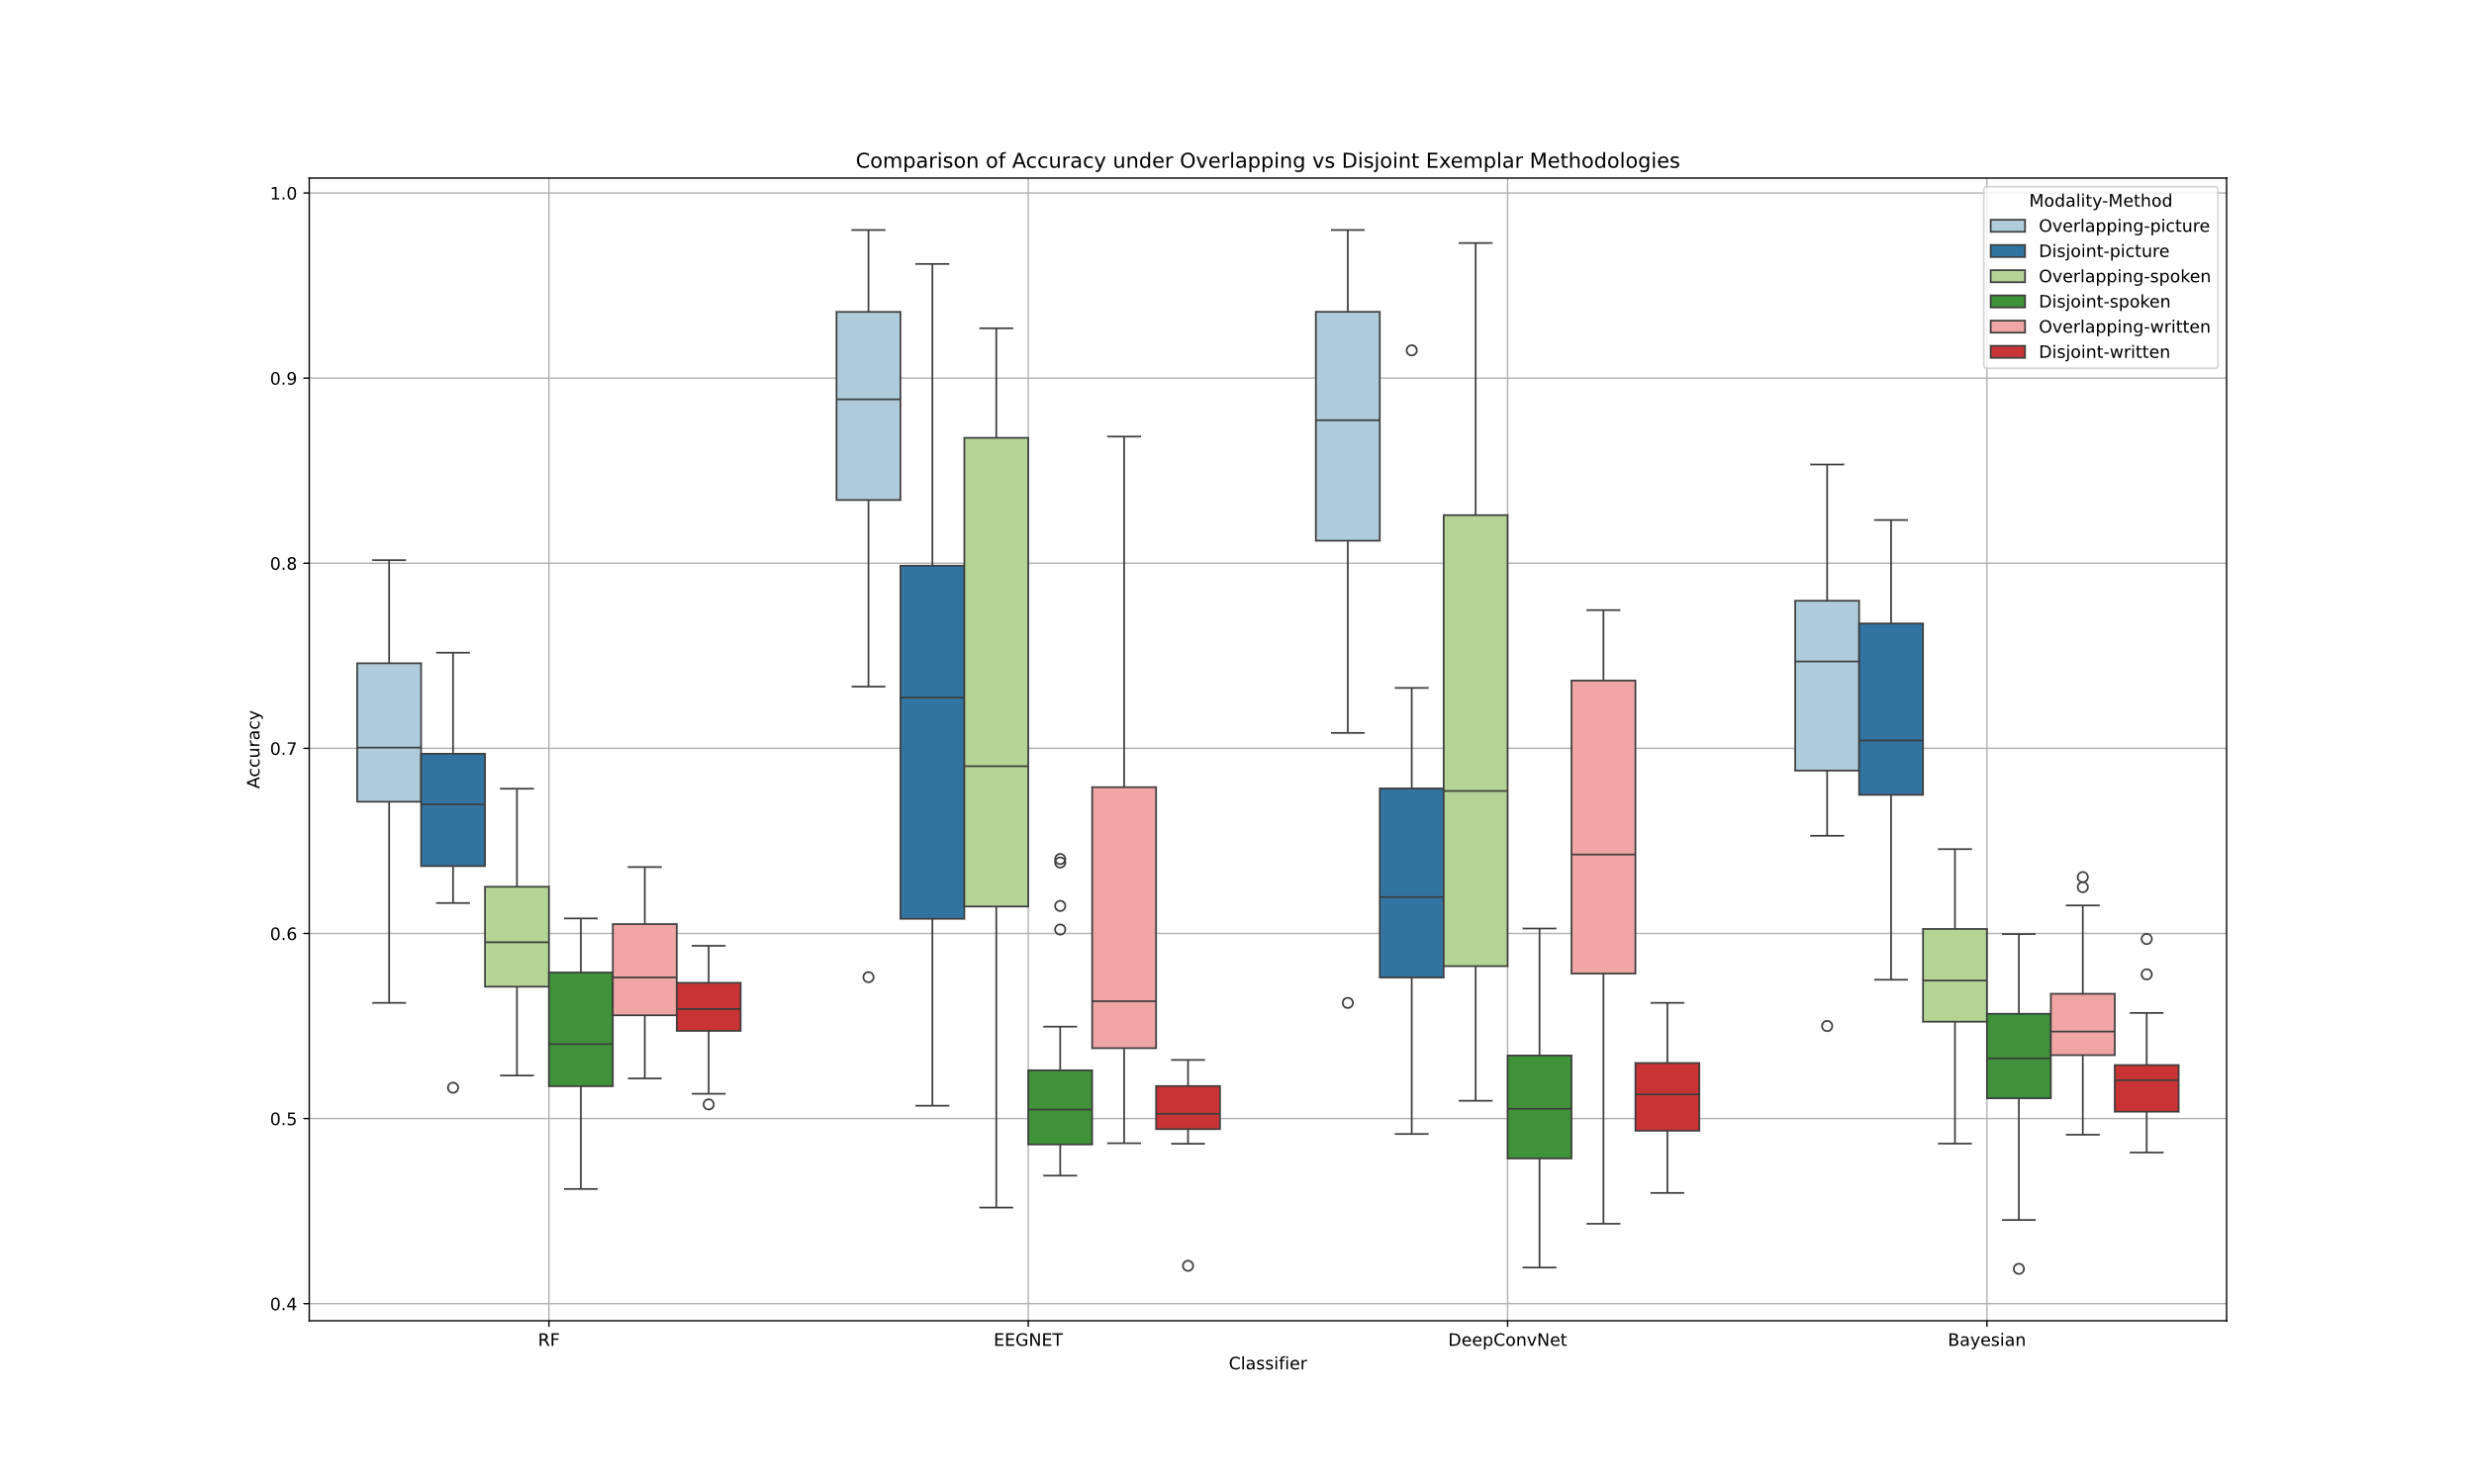 Comparison of Accuracy under Overlapping vs Disjoint Exemplar Methodologies
Modality-Method
Overlapping-picture
Disjoint-picture
Overlapping-spoken
Disjoint-spoken
Overlapping-written
Disjoint-written
Accuracy
1.0
0.9
0.8
0.7
0.6
0.5
0.4
RF EEGNET DeepConvNet Bayesian
Classifier